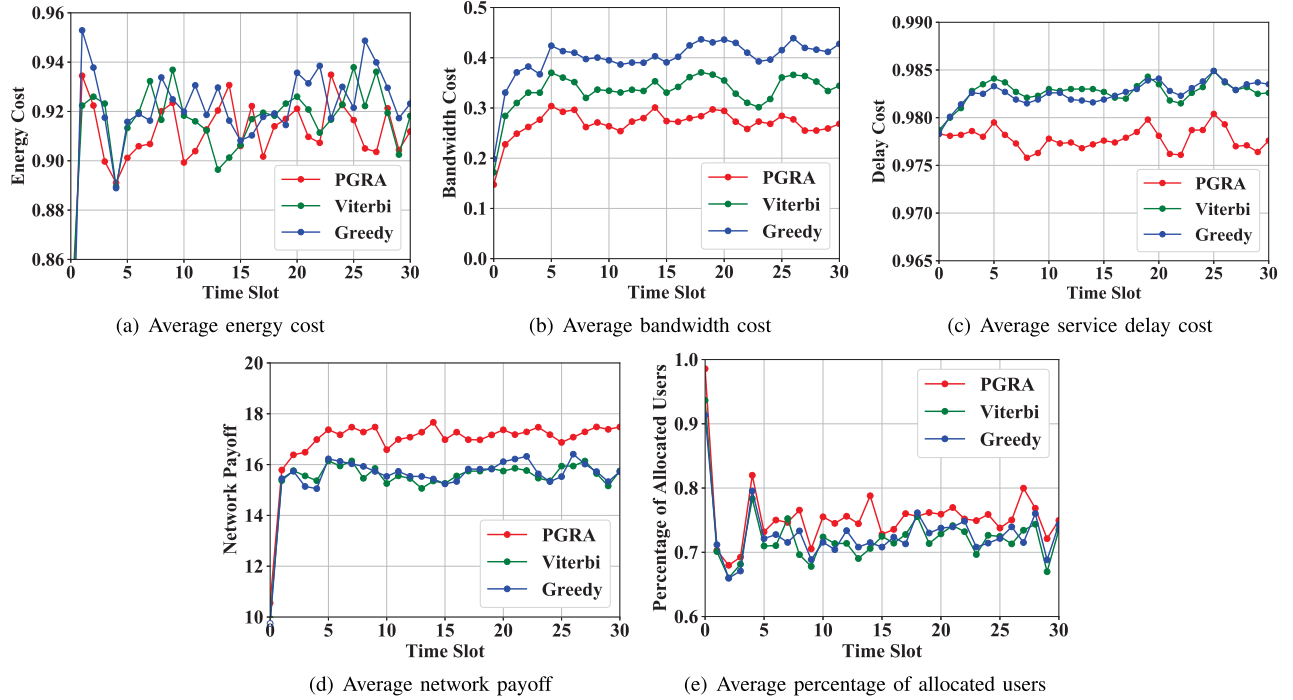 0.96
0.94
0.92
0.90
0.88
0.86
Energy Cost
PGRA
Viterbi
Greedy
0 5 10 15 20 25 30
Time Slot
(a) Average energy cost
0.5
0.4
0.3
0.2
0.1
0.0
Bandwidth Cost
PGRA
Viterbi
Greedy
0 5 10 15 20 25 30
Time Slot
(b) Average bandwidth cost
0.990
0.985
0.980
0.975
0.970
0.965
Delay Cost
PGRA
Viterbi
Greedy
0 5 10 15 20 25 30
Time Slot
(c) Average service delay cost
20
18
16
14
12
10
Network Payoff
PGRA
Viterbi
Greedy
0 5 10 15 20 25 30
Time Slot
(d) Average network payoff
1.0
0.9
0.8
0.7
0.6
Percentage of Allocated Users
PGRA
Viterbi
Greedy
0 5 10 15 20 25 30
Time Slot
(e) Average percentage of allocated users